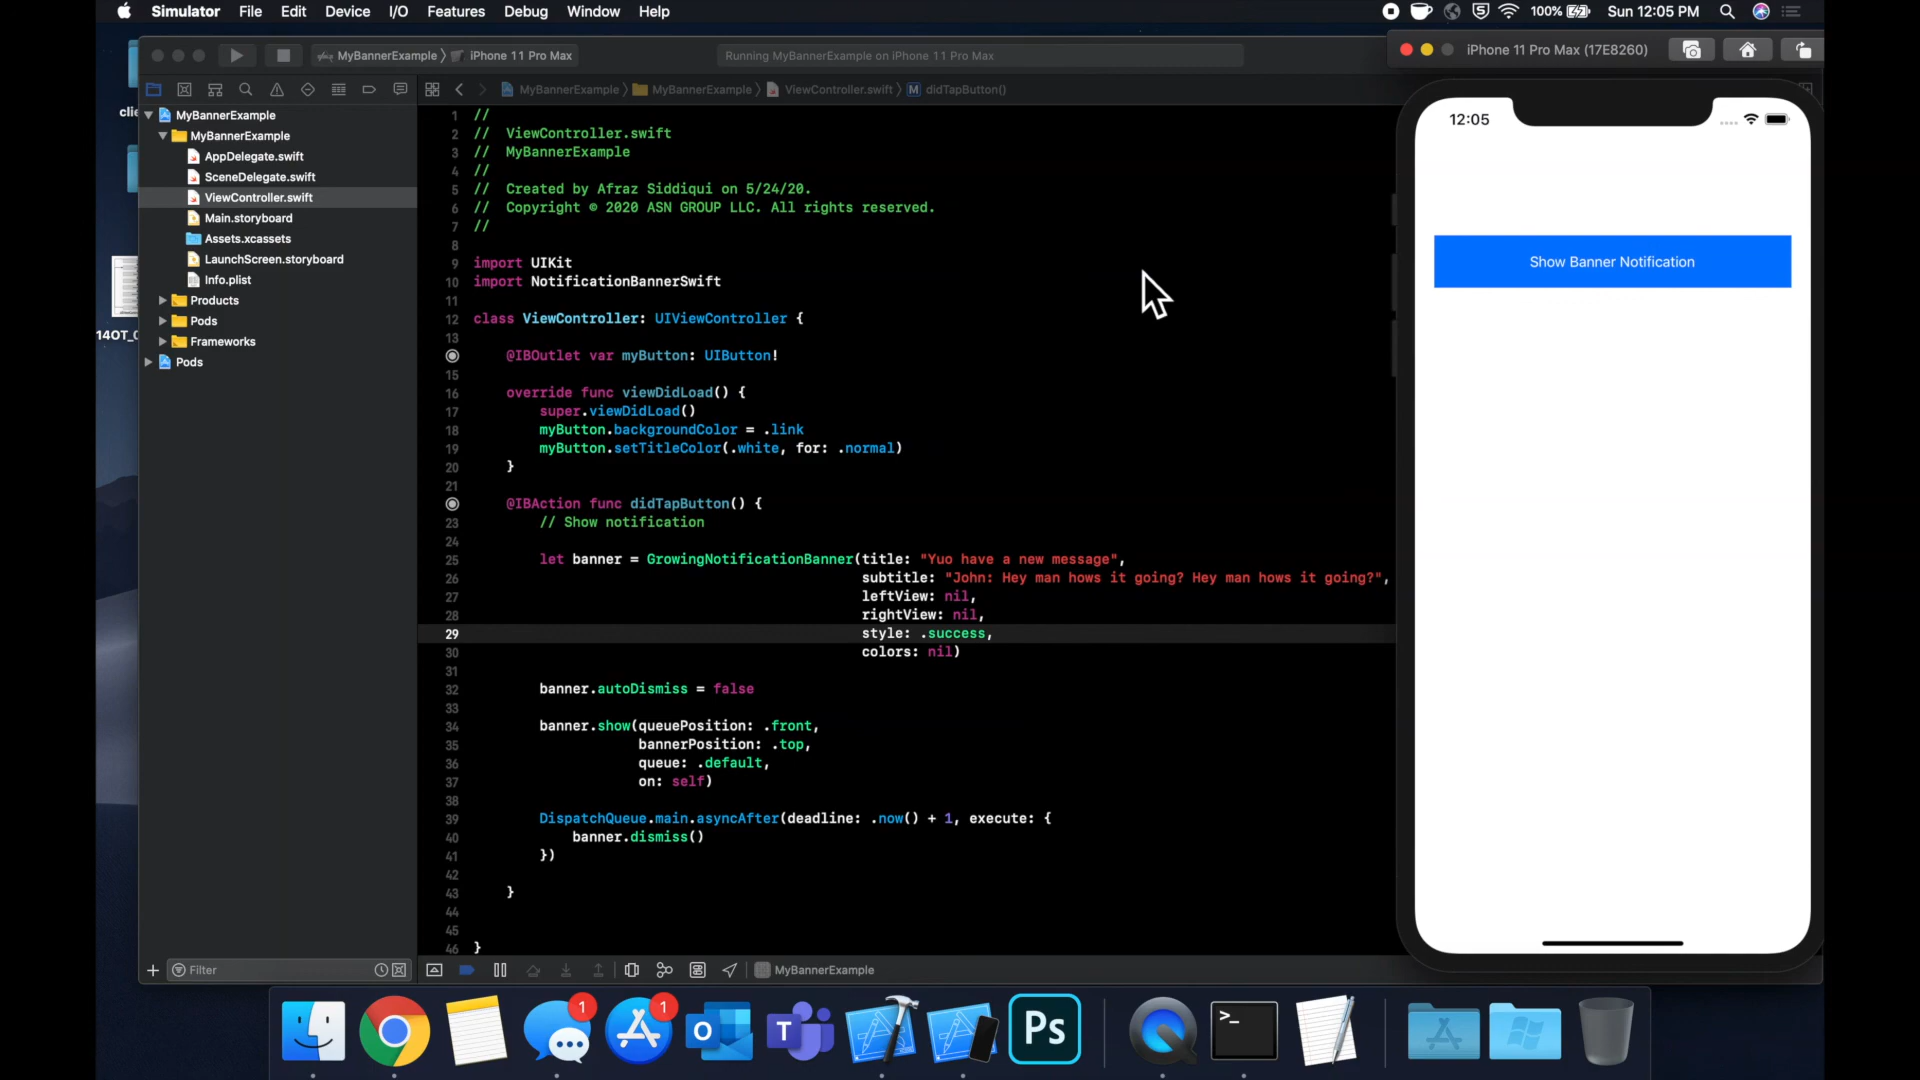 Simulator File Edit Device I/O Features Debug Window Help
100% Sun 12:05 PM
MyBannerExample iPhone 11 Pro Max
Running MyBannerExample on iPhone 11 Pro Max
iPhone 11 Pro Max (17E8260)
MyBannerExample MyBannerExample ViewController.swift M didTapButton()
clie
14OT_0
MyBannerExample
MyBannerExample
AppDelegate.swift
SceneDelegate.swift
ViewController.swift
Main.storyboard
Assets.xcassets
LaunchScreen.storyboard
Info.plist
Products
Pods
Frameworks
Pods
1 //
2 // ViewController.swift
3 // MyBannerExample
4 //
5 // Created by Afraz Siddiqui on 5/24/20.
6 // Copyright © 2020 ASN GROUP LLC. All rights reserved.
7 //
8
9 import UIKit
10 import NotificationBannerSwift
11
12 class ViewController: UIViewController {
13
@IBOutlet var myButton: UIButton!
15
16 override func viewDidLoad() {
17 super.viewDidLoad()
18 myButton.backgroundColor = .link
19 myButton.setTitleColor(.white, for: .normal)
20 }
21
@IBAction func didTapButton() {
23 // Show notification
24
25 let banner = GrowingNotificationBanner(title: "Yuo have a new message",
26 subtitle: "John: Hey man hows it going? Hey man hows it going?",
27 leftView: nil,
28 rightView: nil,
29 style: .success,
30 colors: nil)
31
32 banner.autoDismiss = false
33
34 banner.show(queuePosition: .front,
35 bannerPosition: .top,
36 queue: .default,
37 on: self)
38
39 DispatchQueue.main.asyncAfter(deadline: .now() + 1, execute: {
40 banner.dismiss()
41 })
42
43 }
44
45
46 }
12:05
Show Banner Notification
Filter
MyBannerExample
1
1
O
T
Ps
>_